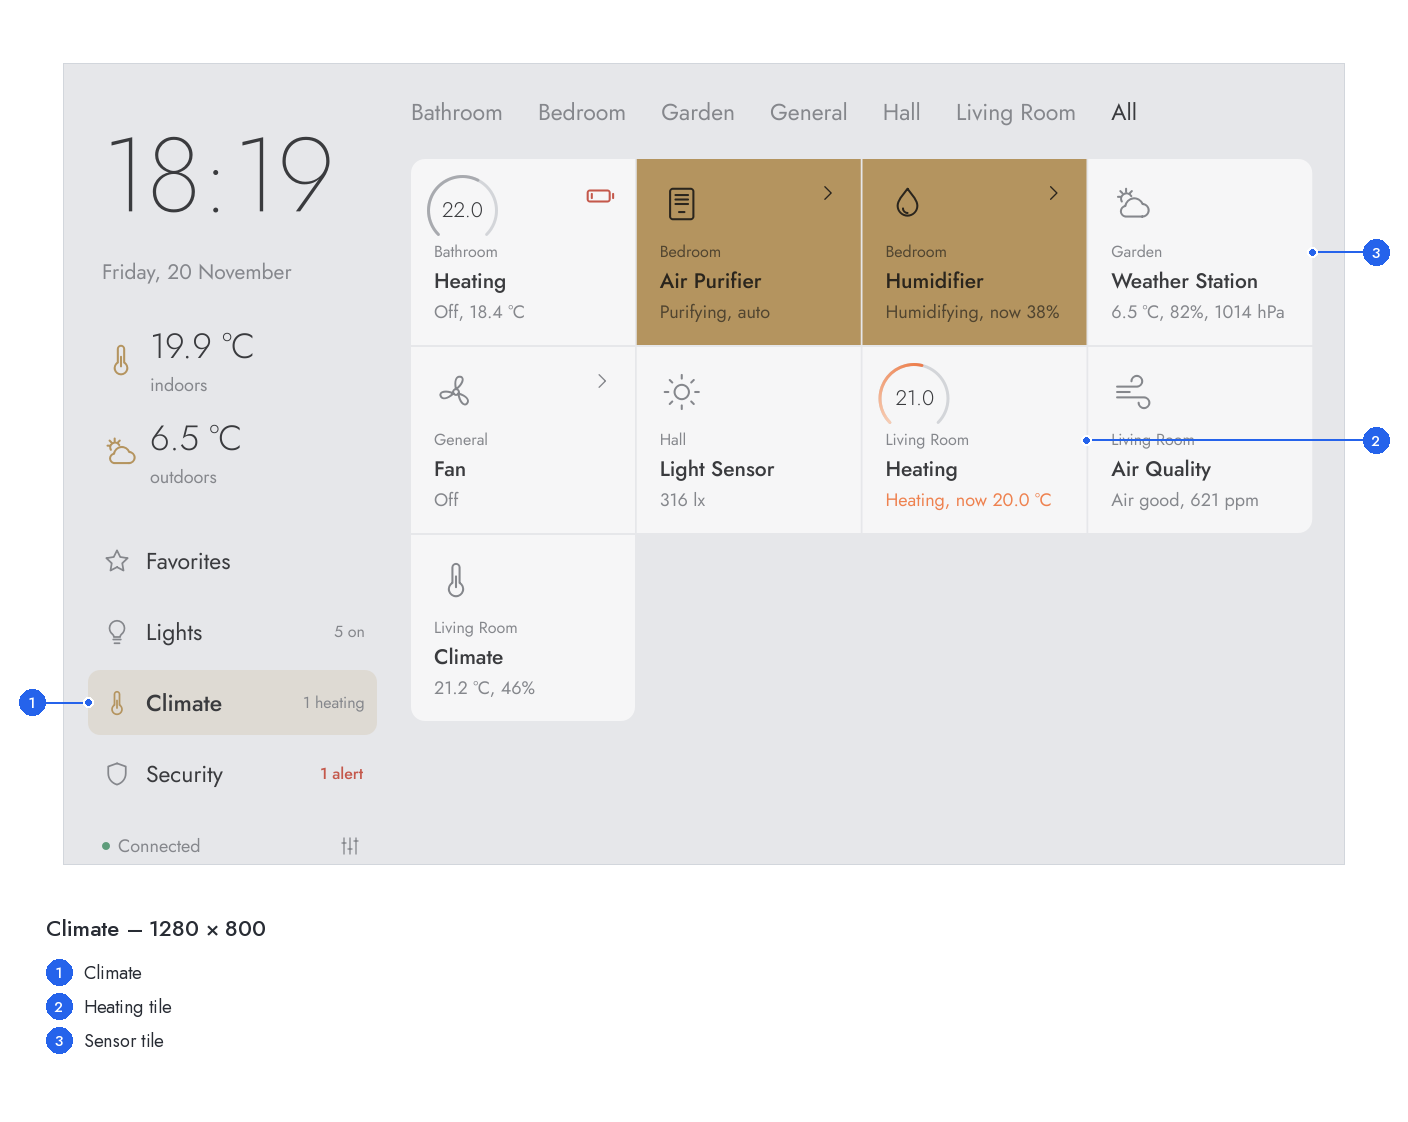 Bathroom Bedroom Garden General Hall Living Room All
18:19
Friday, 20 November
19.9 °C
indoors
6.5 °C
outdoors
Favorites
Lights 5 on
Climate 1 heating
Security 1 alert
Connected
22.0
Bathroom
Heating
Off, 18.4 °C
Bedroom
Air Purifier
Purifying, auto
Bedroom
Humidifier
Humidifying, now 38%
Garden
Weather Station
6.5 °C, 82%, 1014 hPa
General
Fan
Off
Hall
Light Sensor
316 lx
21.0
Living Room
Heating
Heating, now 20.0 °C
Living Room
Air Quality
Air good, 621 ppm
Living Room
Climate
21.2 °C, 46%
1
2
3
Climate – 1280 × 800
1 Climate
2 Heating tile
3 Sensor tile